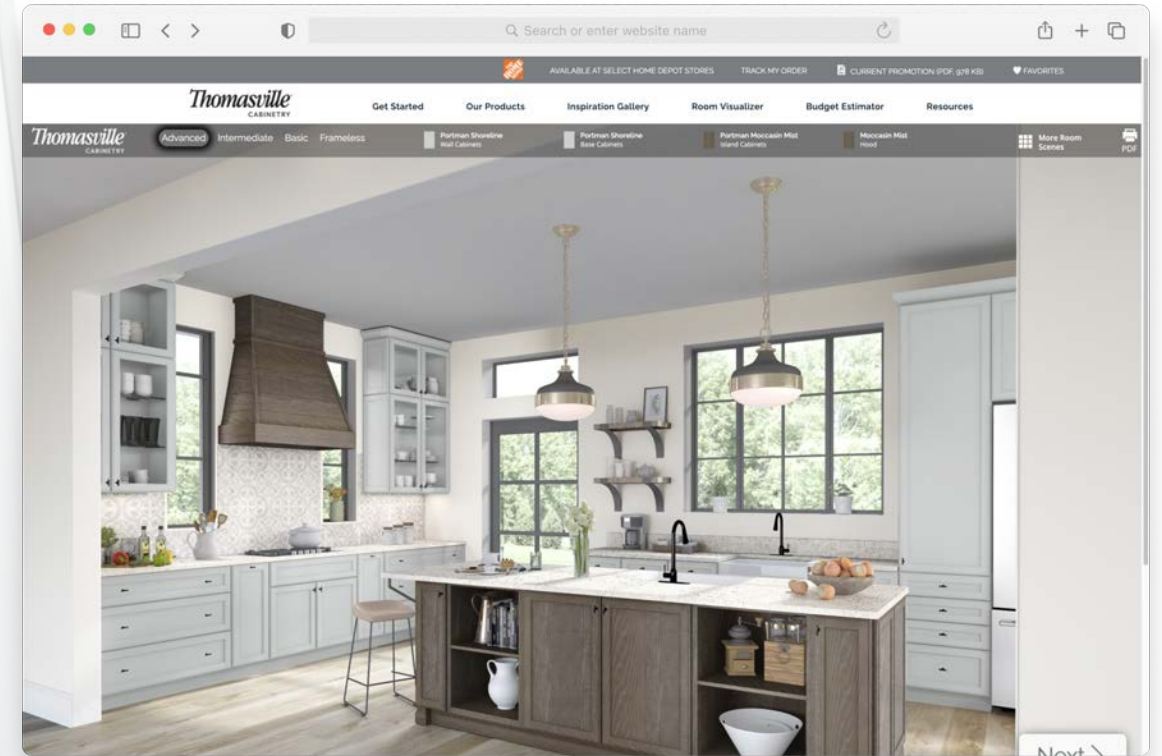 Search or enter website name
THE HOME DEPOT AVAILABLE AT SELECT HOME DEPOT STORES TRACK MY ORDER CURRENT PROMOTION (PDF, 978 KB) FAVORITES
Thomasville
CABINETRY
Get Started Our Products Inspiration Gallery Room Visualizer Budget Estimator Resources
Thomasville
CABINETRY
Advanced Intermediate Basic Frameless
Portman Shoreline
Wall Cabinets
Portman Shoreline
Base Cabinets
Portman Moccasin Mist
Island Cabinets
Moccasin Mist
Hood
More Room
Scenes
PDF
Next >